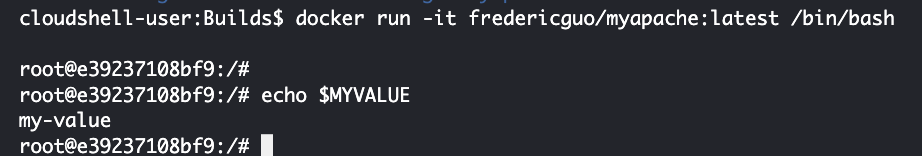 cloudshell-user:Builds$ docker run -it fredericguo/myapache:latest /bin/bash
root@e39237108bf9:/#
root@e39237108bf9:/# echo $MYVALUE
my-value
root@e39237108bf9:/#